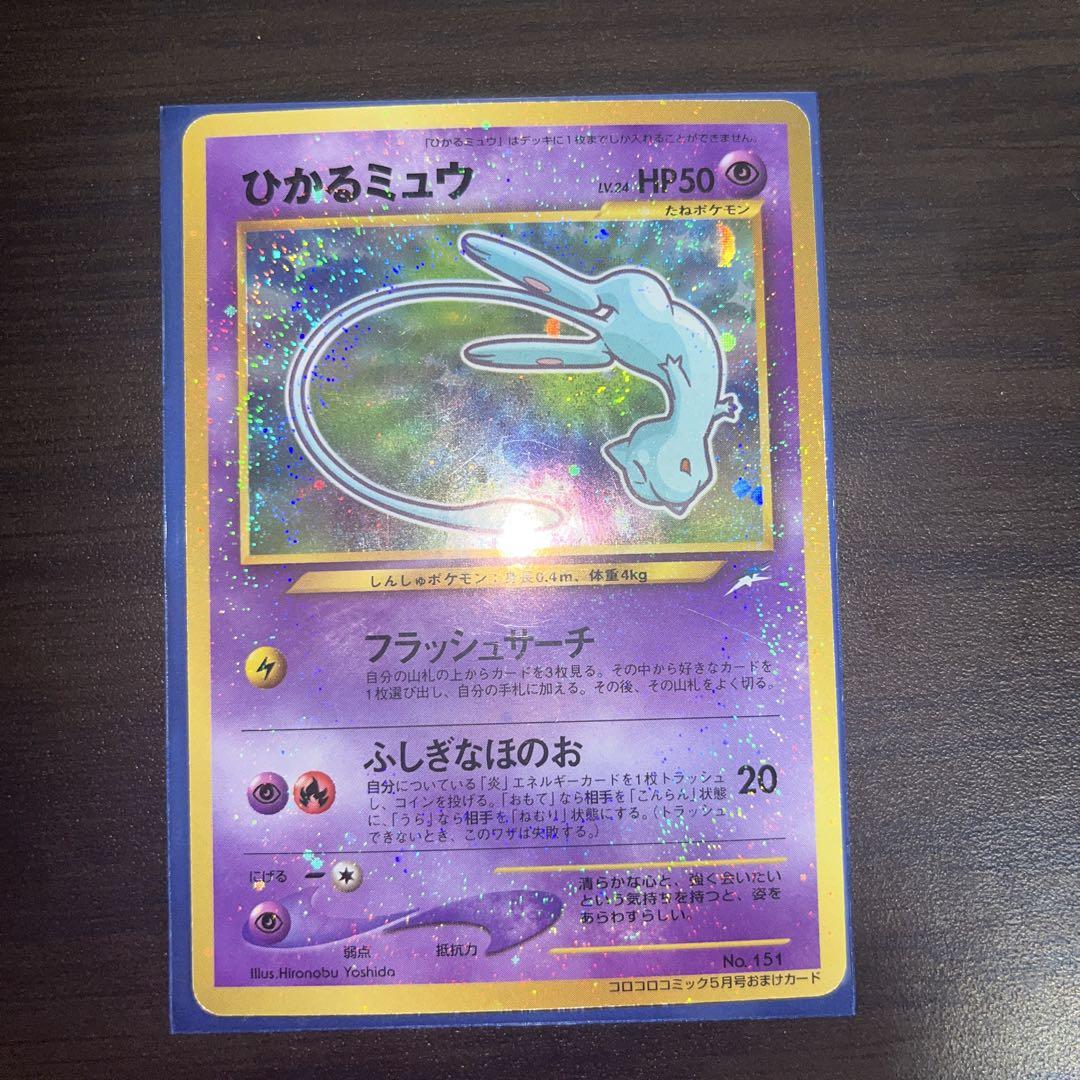 「ひかるミュウ」はデッキに1枚までしか入れることができません。
ひかるミュウ
LV.24 HP50
たねポケモン
しんしゅポケモン：身長0.4m、体重4kg
フラッシュサーチ
自分の山札の上からカードを3枚見る。その中から好きなカードを
1枚選び出し、自分の手札に加える。その後、その山札をよく切る。
ふしぎなほのお
20
自分についている「炎」エネルギーカードを1枚トラッシュ
し、コインを投げる。「おもて」なら相手を「こんらん」状態
に、「うら」なら相手を「ねむり」状態にする。（トラッシュ
できないとき、このワザは失敗する。）
にげる
弱点
抵抗力
清らかな心と、強く会いたい
という気持ちを持つと、姿を
あらわすらしい。
Illus.Hironobu Yoshida
No. 151
コロコロコミック5月号おまけカード